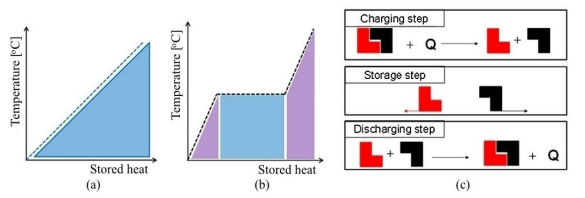 Temperature [°C]
Stored heat
(a)
Temperature [°C]
Stored heat
(b)
Charging step
+ Q
+
Storage step
Discharging step
+
+ Q
(c)